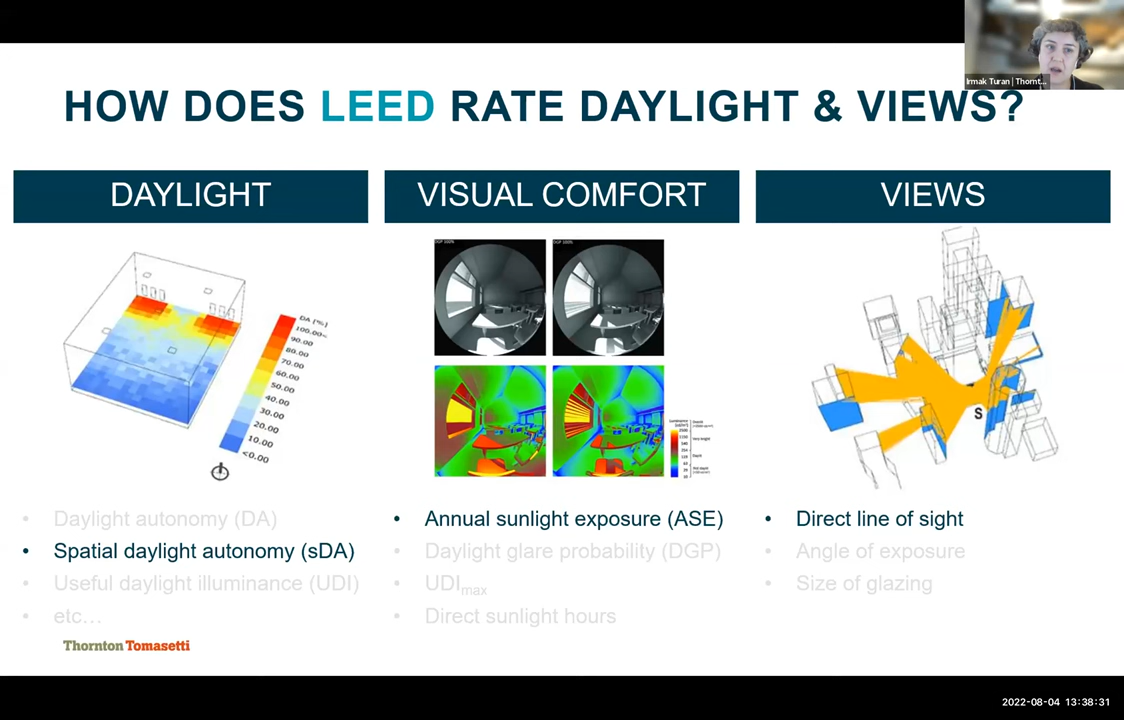 Irmak Turan | Thornt...
HOW DOES LEED RATE DAYLIGHT & VIEWS?
DAYLIGHT
VISUAL COMFORT
VIEWS
DA (%)
100.00<
90.00
80.00
70.00
60.00
50.00
40.00
30.00
20.00
10.00
<0.00
DGP 100%
DGP 100%
S
• Daylight autonomy (DA)
• Spatial daylight autonomy (sDA)
• Useful daylight illuminance (UDI)
• etc…
• Annual sunlight exposure (ASE)
• Daylight glare probability (DGP)
• UDImax
• Direct sunlight hours
• Direct line of sight
• Angle of exposure
• Size of glazing
Thornton Tomasetti
2022-08-04 13:38:31